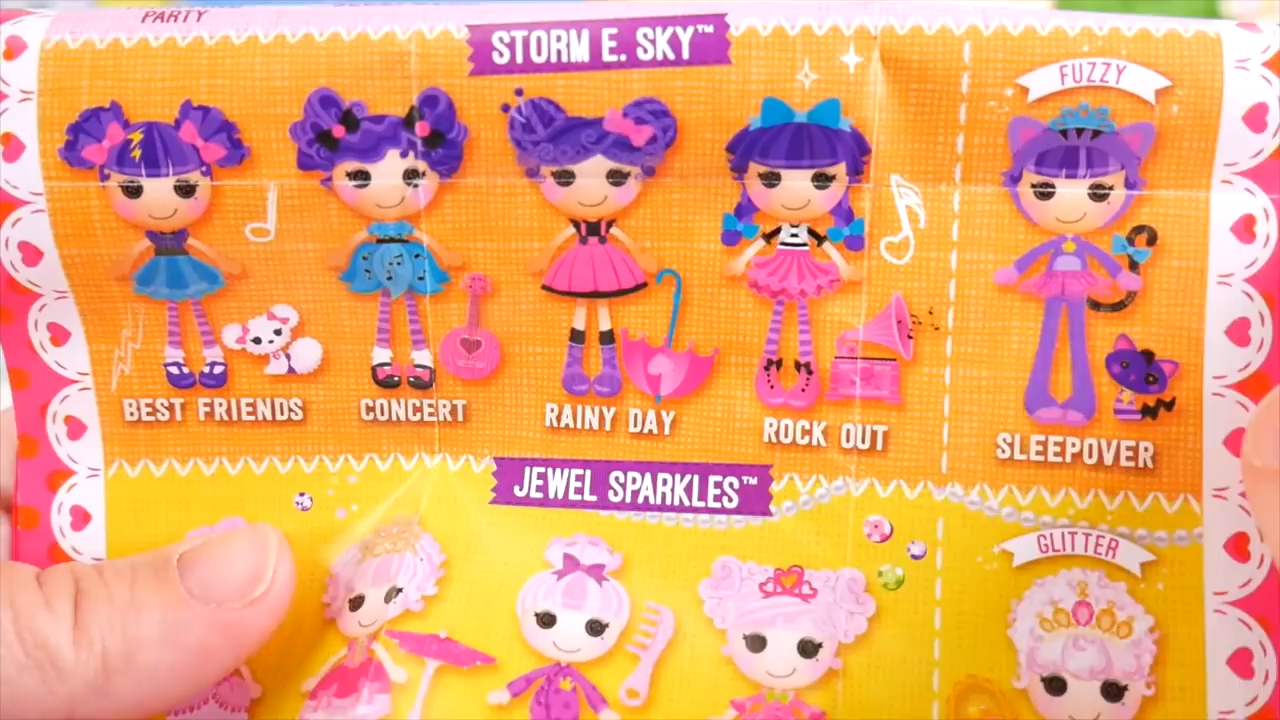 PARTY
STORM E. SKY™
FUZZY
BEST FRIENDS
CONCERT
RAINY DAY
ROCK OUT
SLEEPOVER
JEWEL SPARKLES™
GLITTER